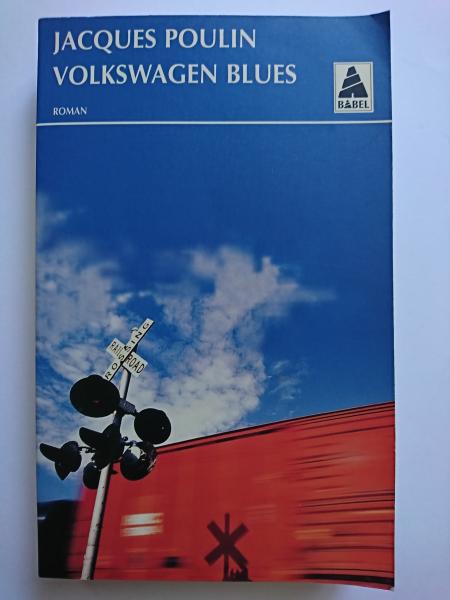 JACQUES POULIN
VOLKSWAGEN BLUES
ROMAN
BABEL
RAILROAD
CROSSING